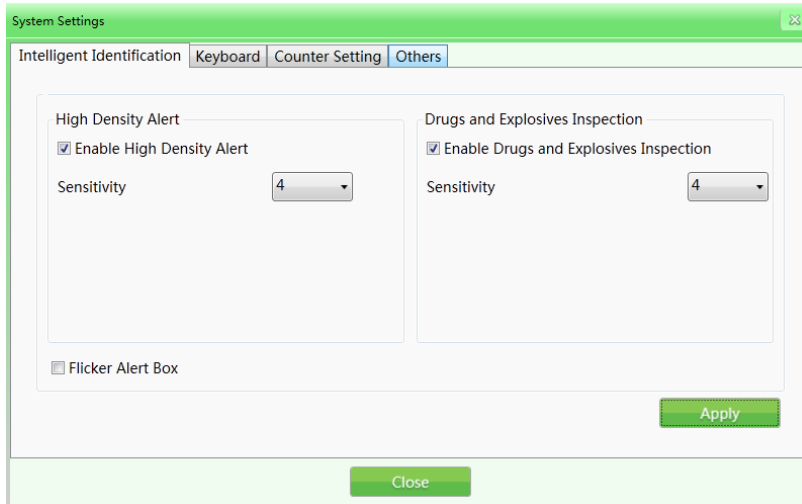 System Settings
Intelligent Identification Keyboard Counter Setting Others
High Density Alert
Enable High Density Alert
Sensitivity 4
Drugs and Explosives Inspection
Enable Drugs and Explosives Inspection
Sensitivity 4
Flicker Alert Box
Apply
Close